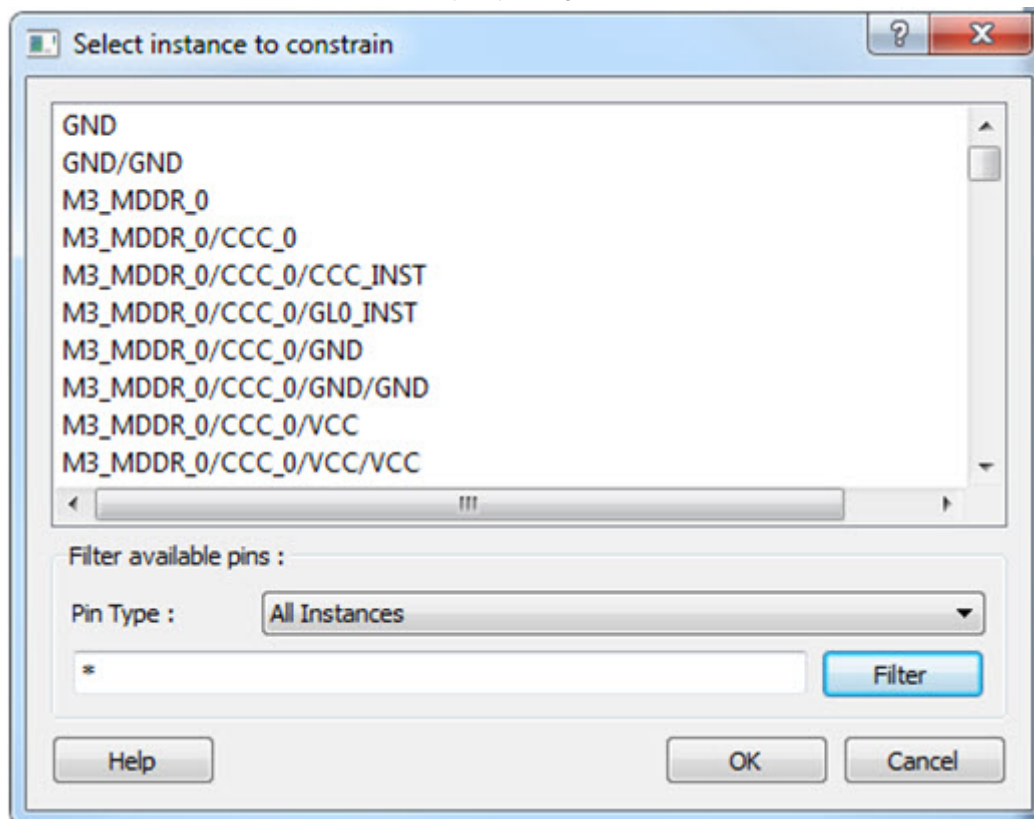 Select instance to constrain
GND
GND/GND
M3_MDDR_0
M3_MDDR_0/CCC_0
M3_MDDR_0/CCC_0/CCC_INST
M3_MDDR_0/CCC_0/GL0_INST
M3_MDDR_0/CCC_0/GND
M3_MDDR_0/CCC_0/GND/GND
M3_MDDR_0/CCC_0/VCC
M3_MDDR_0/CCC_0/VCC/VCC
Filter available pins :
Pin Type : All Instances
* Filter
Help OK Cancel